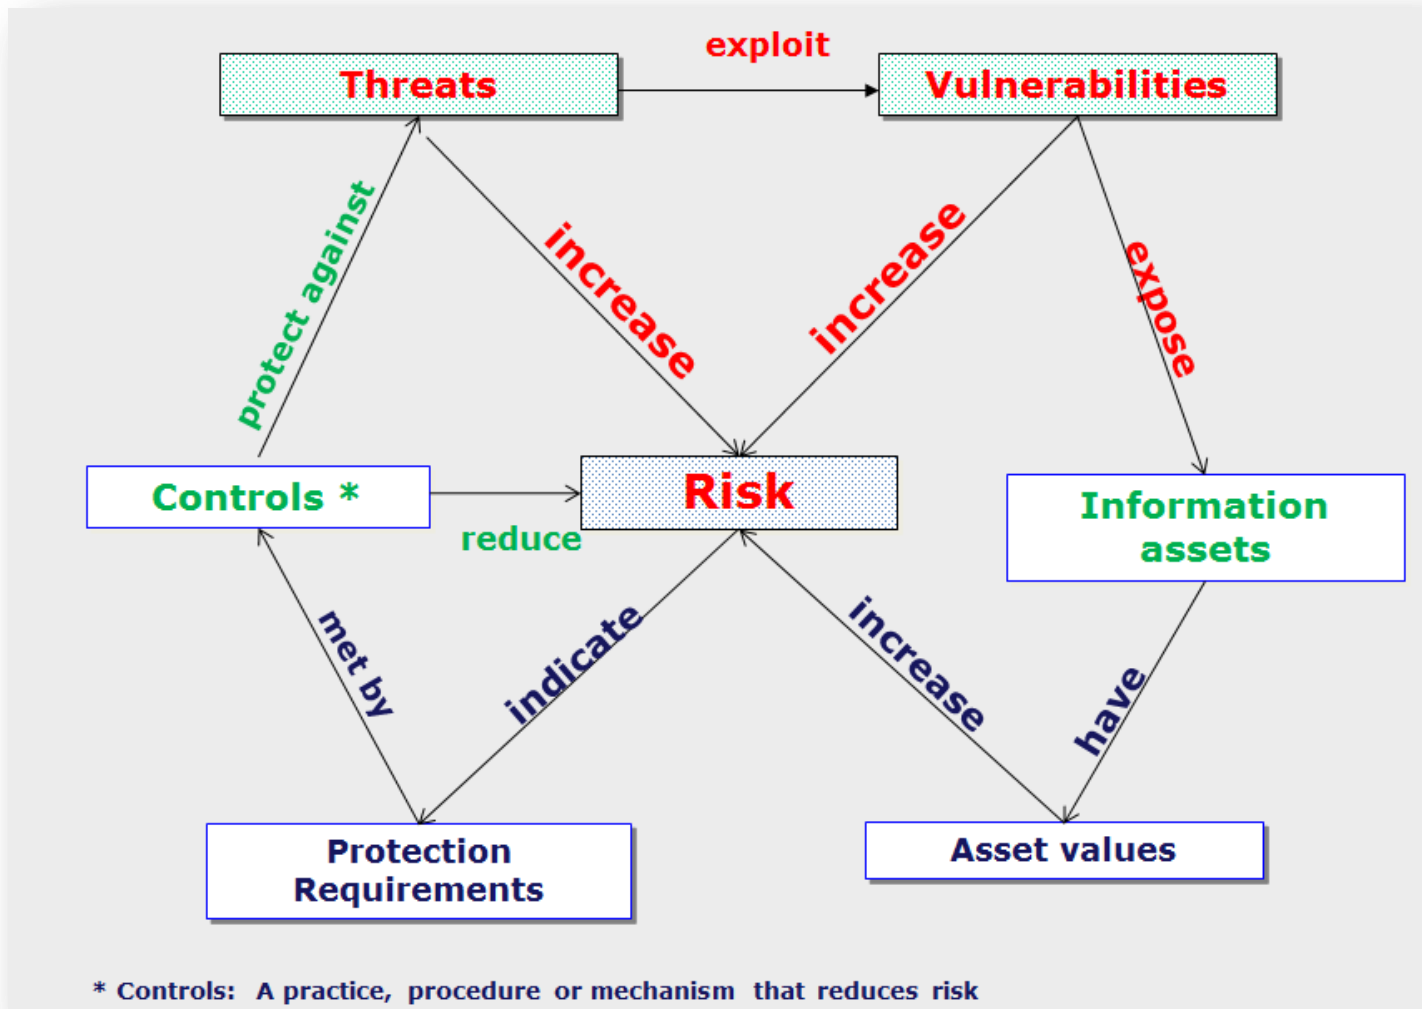 exploit
Threats
Vulnerabilities
protect against
increase
increase
expose
Controls *
reduce
Risk
Information
assets
met by
indicate
increase
have
Protection
Requirements
Asset values
* Controps: A practice, procedure or mechanism that reduces risk